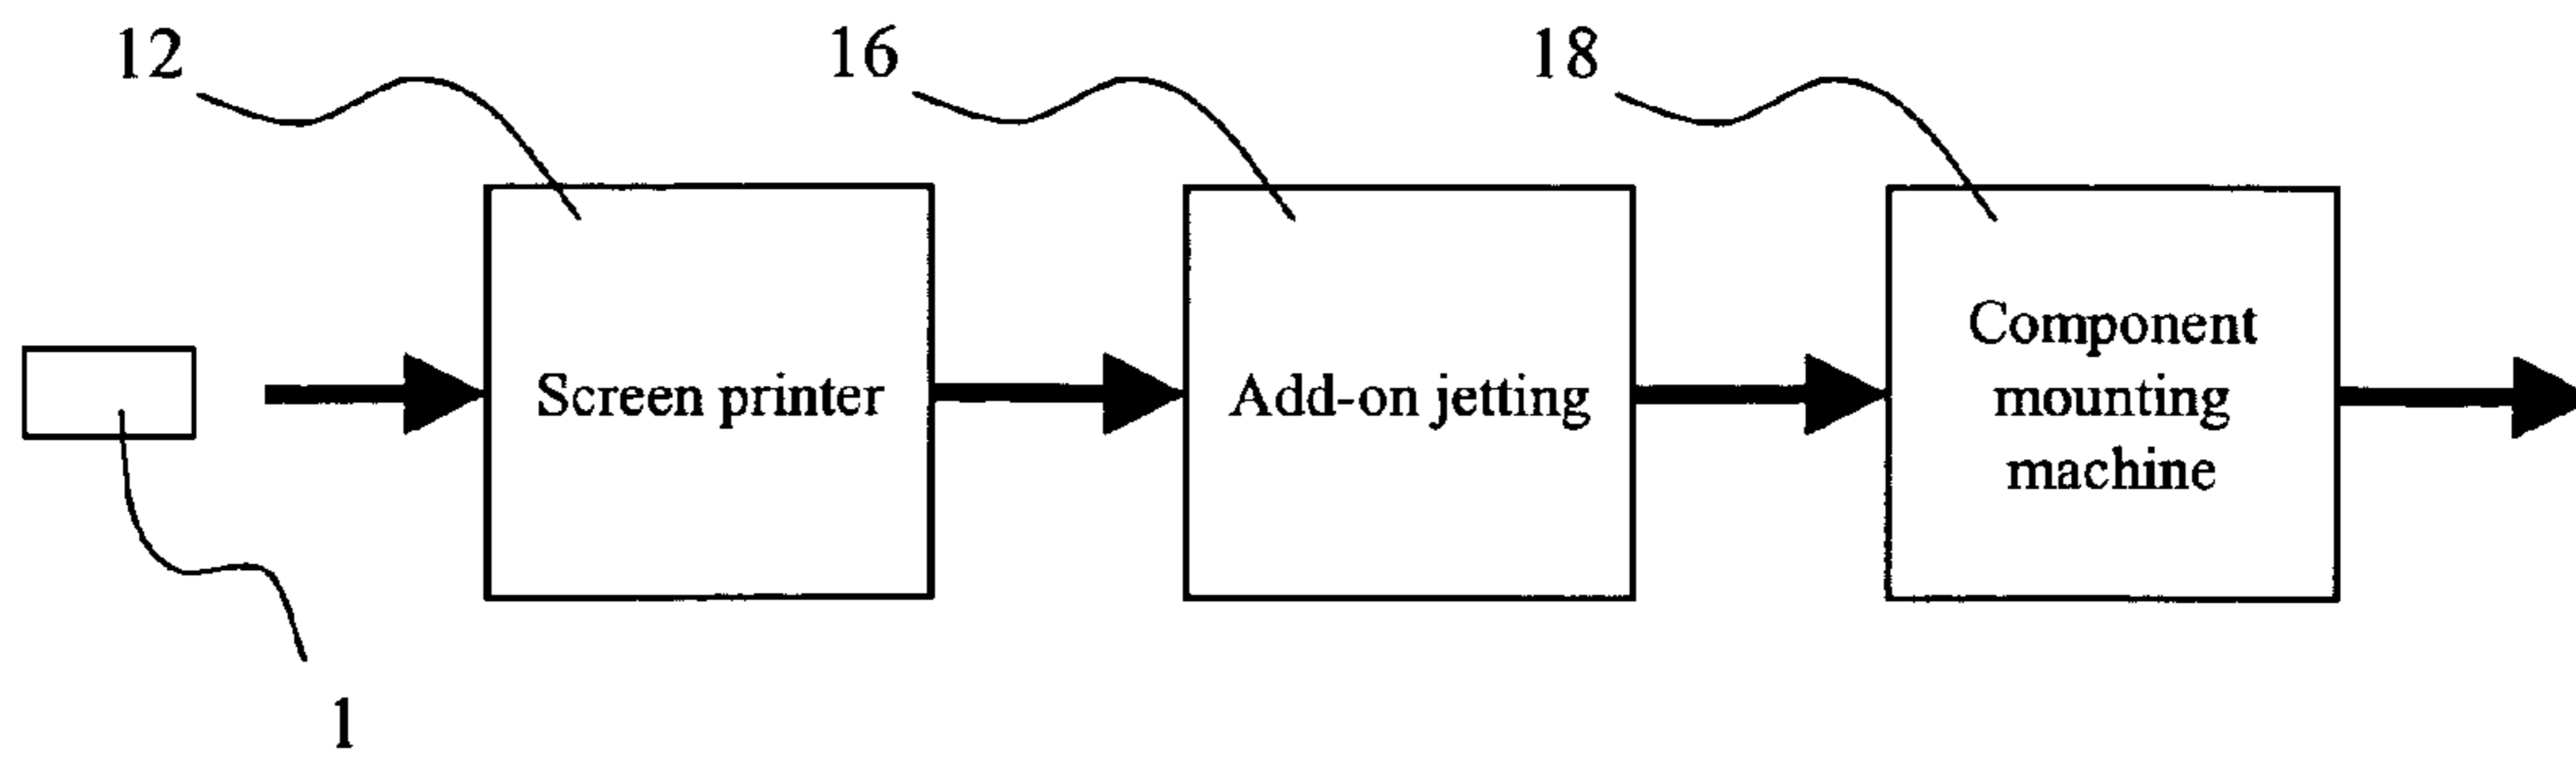 12
16
18
Screen printer
Add-on jetting
Component
mounting
machine
1